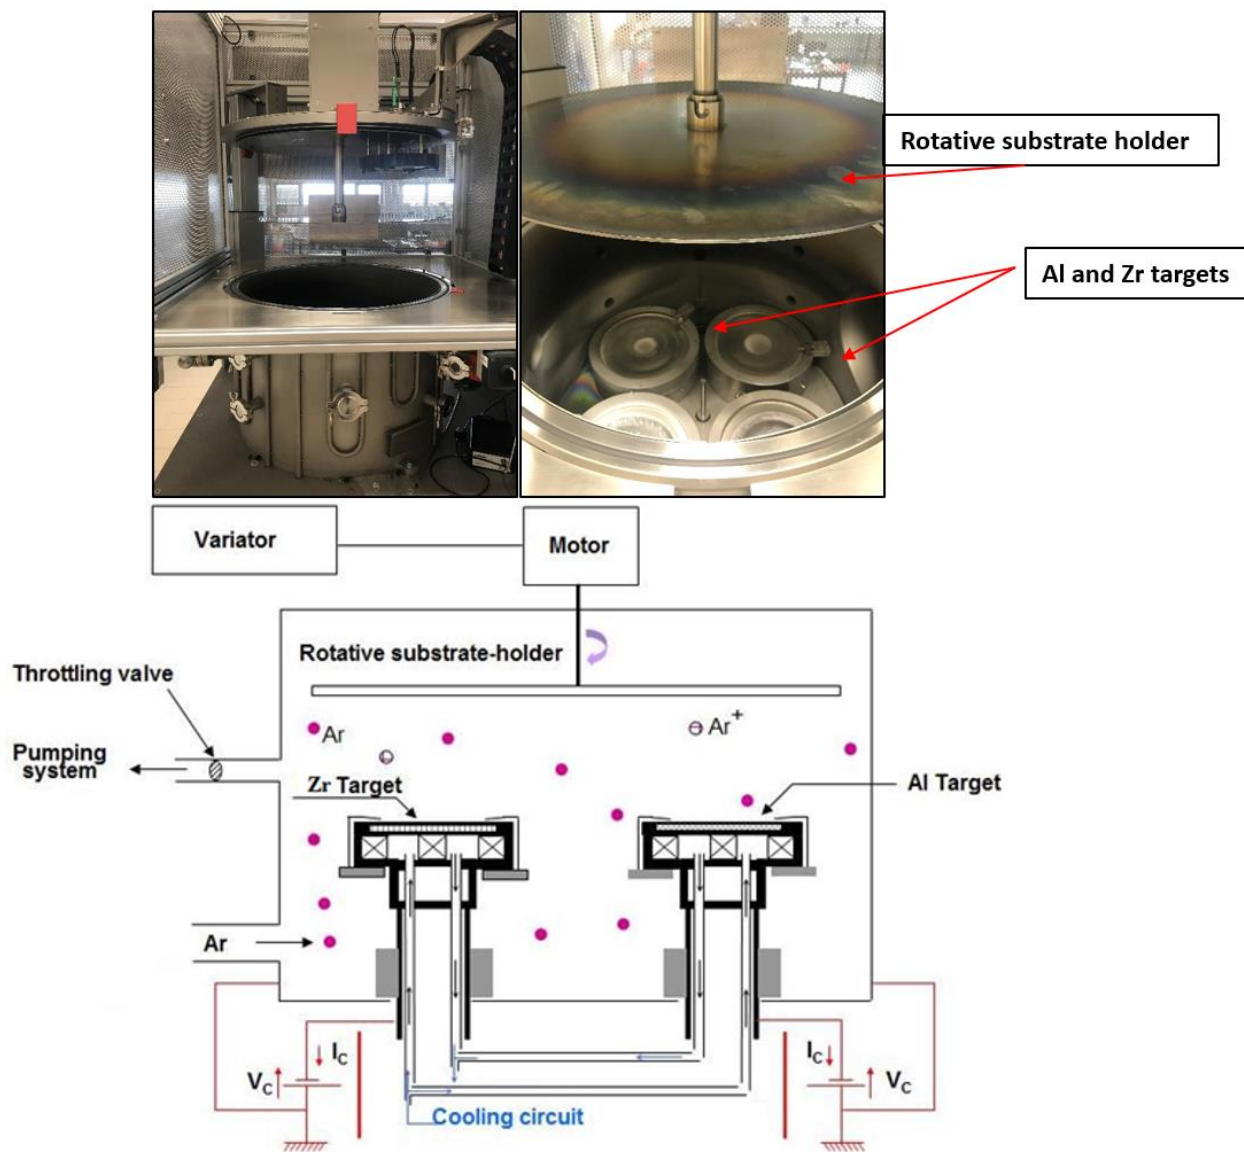 Rotative substrate holder
Al and Zr targets
Variator
Motor
Rotative substrate-holder
Throttling valve
Ar
Ar+
Pumping
system
Zr Target
Al Target
Ar
IC
VC
IC
VC
Cooling circuit